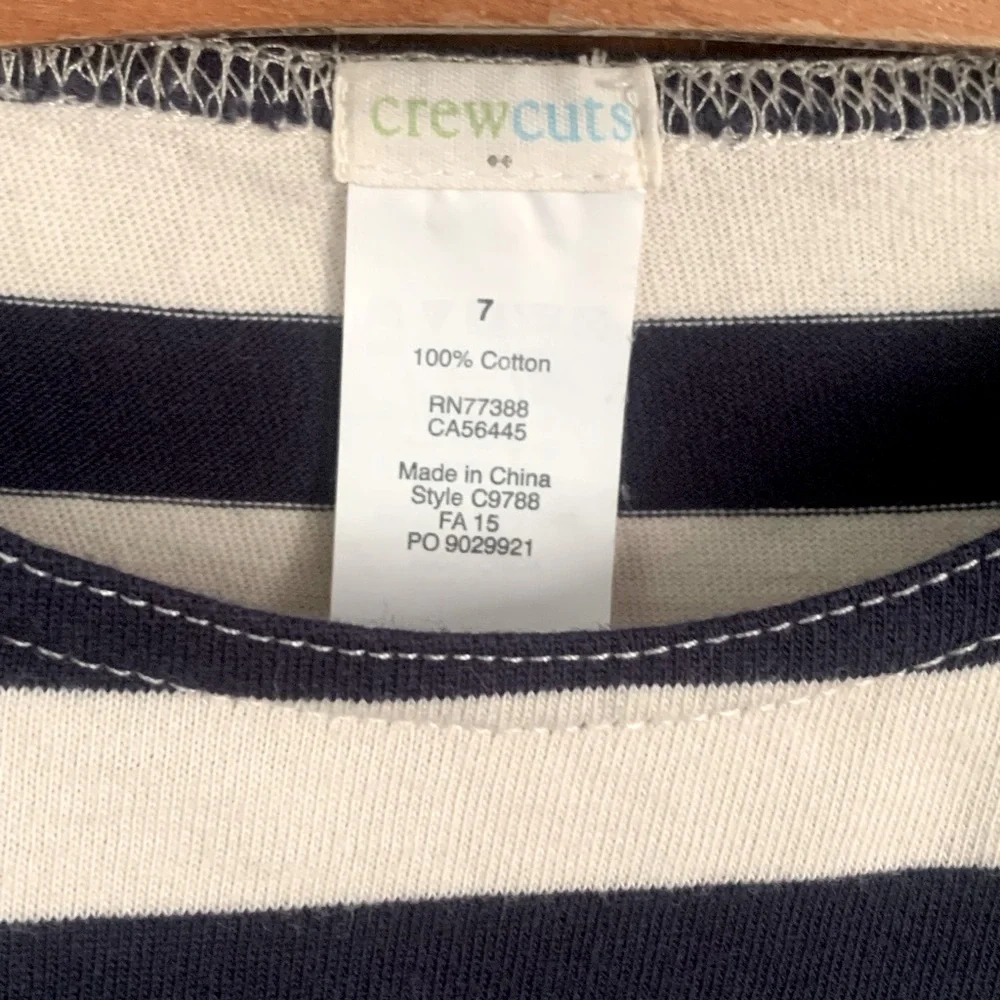 crewcuts
7
100% Cotton
RN77388
CA56445
Made in China
Style C9788
FA 15
PO 9029921